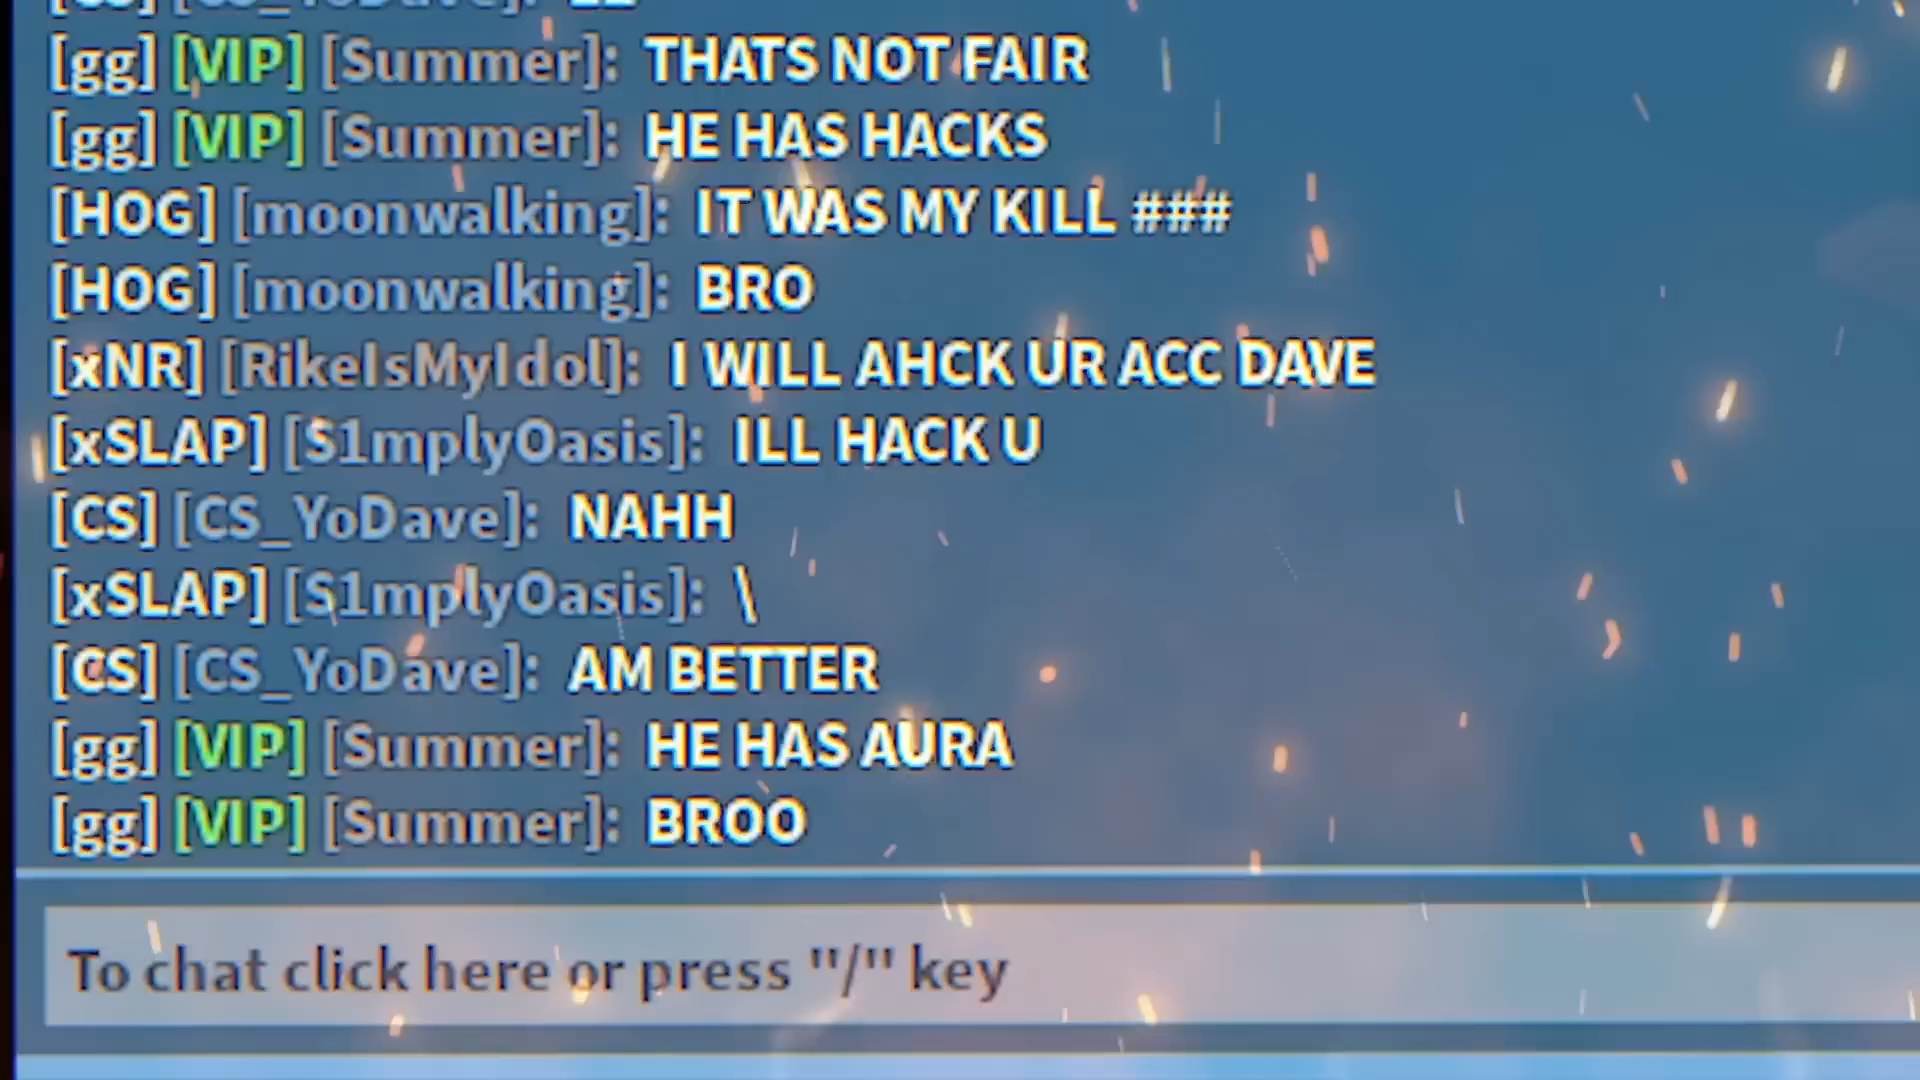 [gg] [VIP] [Summer]: THATS NOT FAIR
[gg] [VIP] [Summer]: HE HAS HACKS
[HOG] [moonwalking]: IT WAS MY KILL ###
[HOG] [moonwalking]: BRO
[xNR] [RikeIsMyIdol]: I WILL AHCK UR ACC DAVE
[xSLAP] [S1mplyOasis]: ILL HACK U
[CS] [CS_YoDave]: NAHH
[xSLAP] [S1mplyOasis]: \
[CS] [CS_YoDave]: AM BETTER
[gg] [VIP] [Summer]: HE HAS AURA
[gg] [VIP] [Summer]: BROO
To chat click here or press "/" key